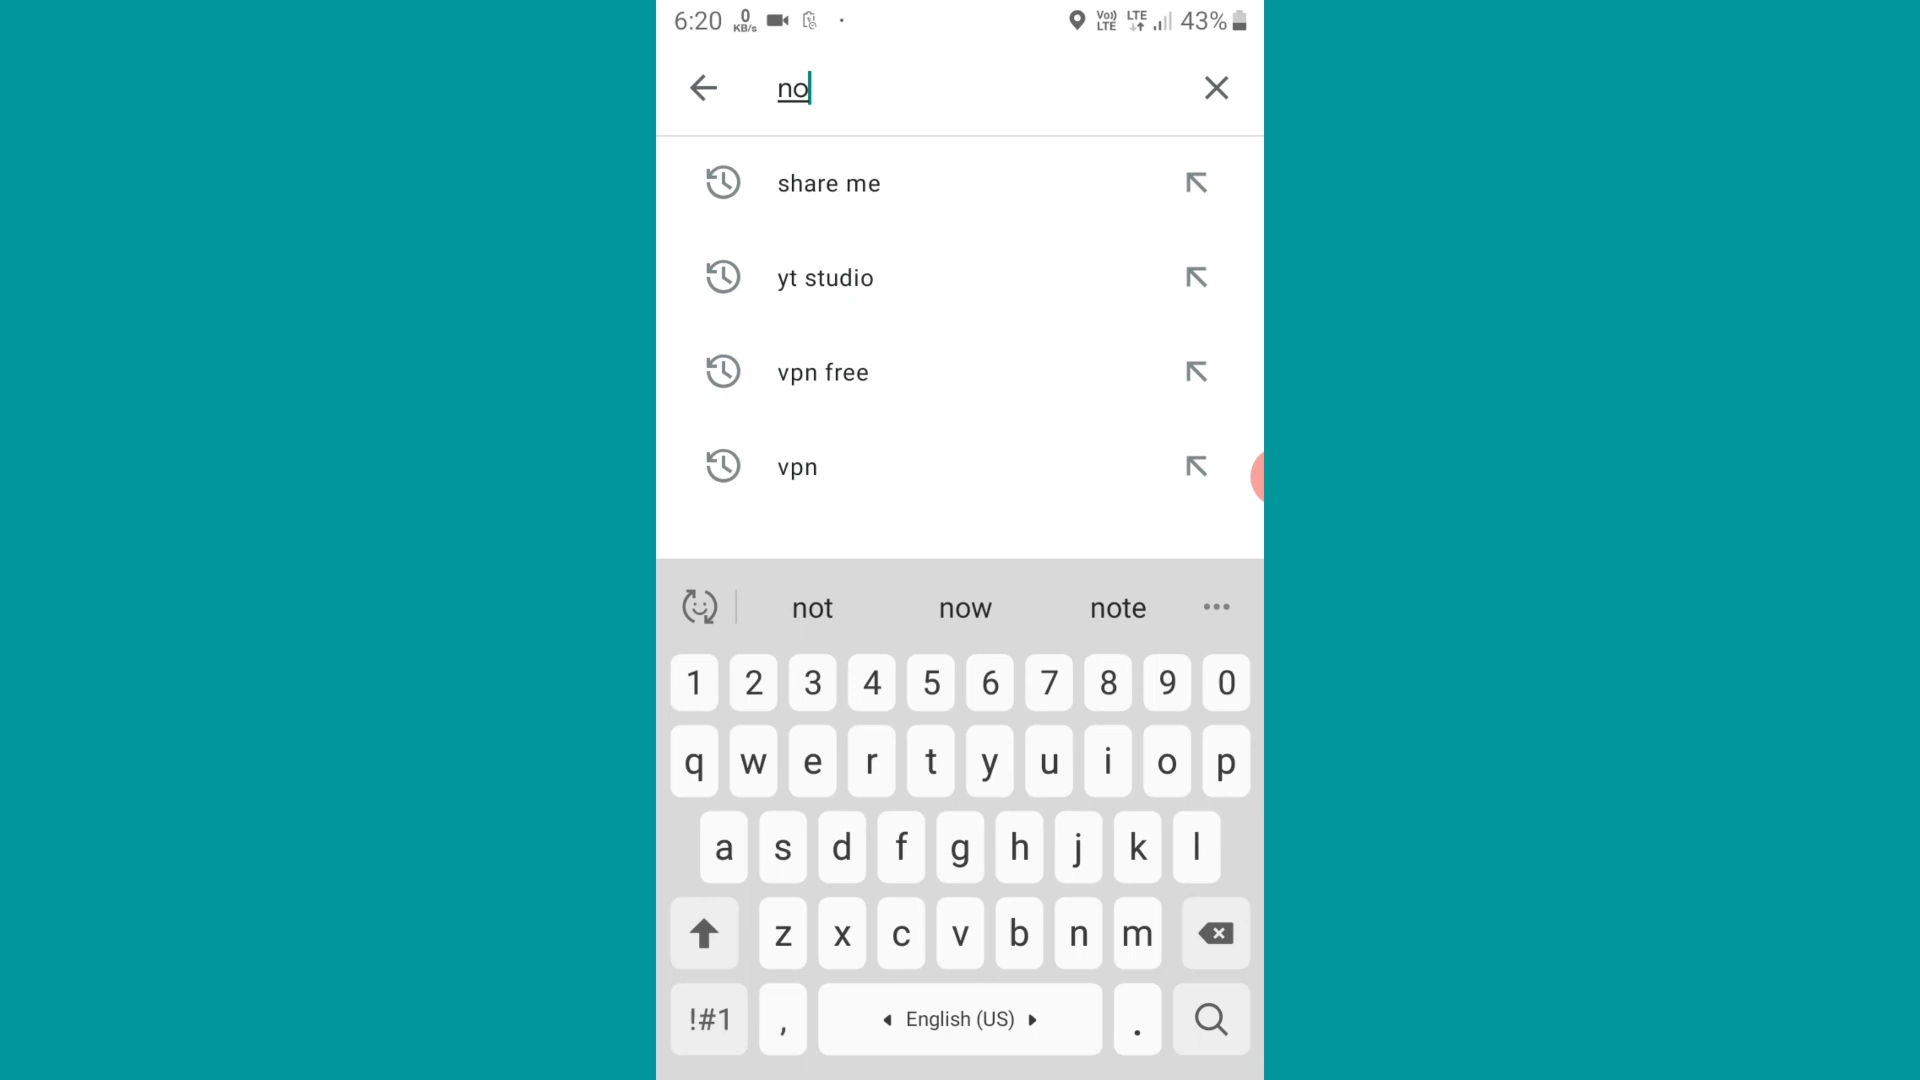 6:20 0 KB/s Vo)) LTE LTE 43%
no
share me
yt studio
vpn free
vpn
not now note
1 2 3 4 5 6 7 8 9 0
q w e r t y u i o p
a s d f g h j k l
z x c v b n m
!#1 , English (US) .